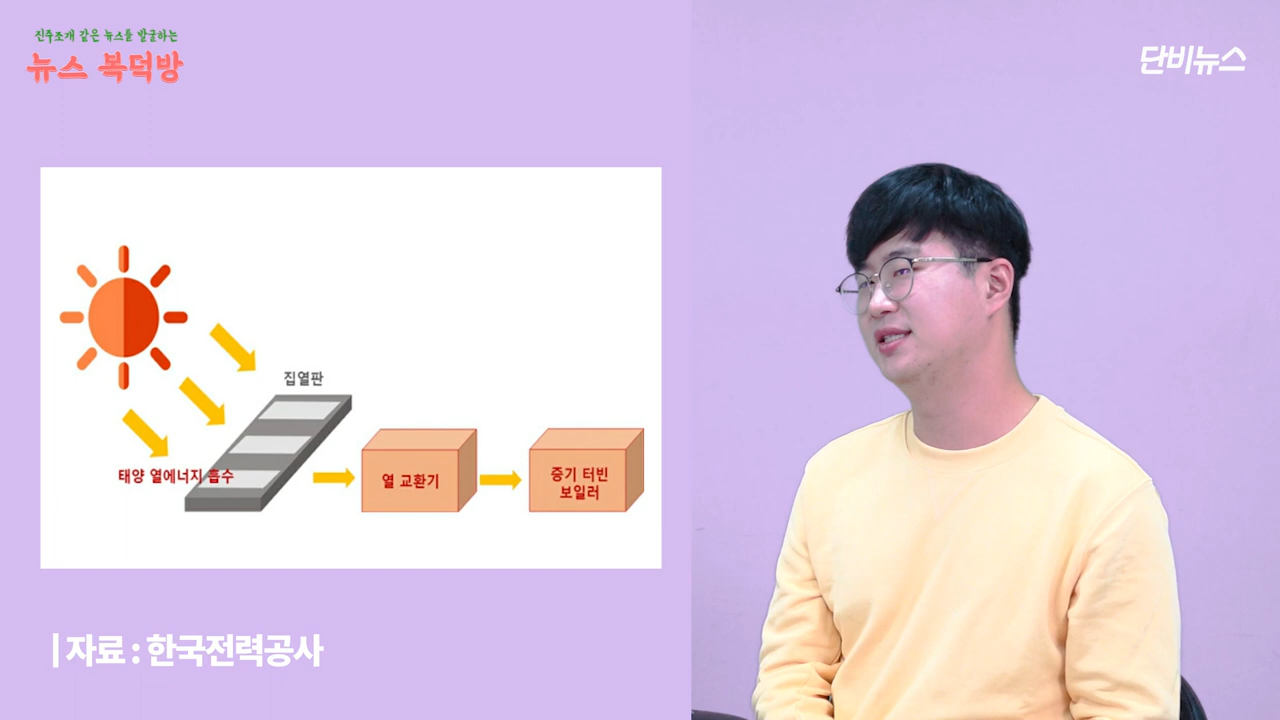 진주조개 같은 뉴스를 발굴하는
뉴스 복덕방
단비뉴스
집열판
태양 열에너지 흡수
열 교환기
증기 터빈
보일러
| 자료 : 한국전력공사